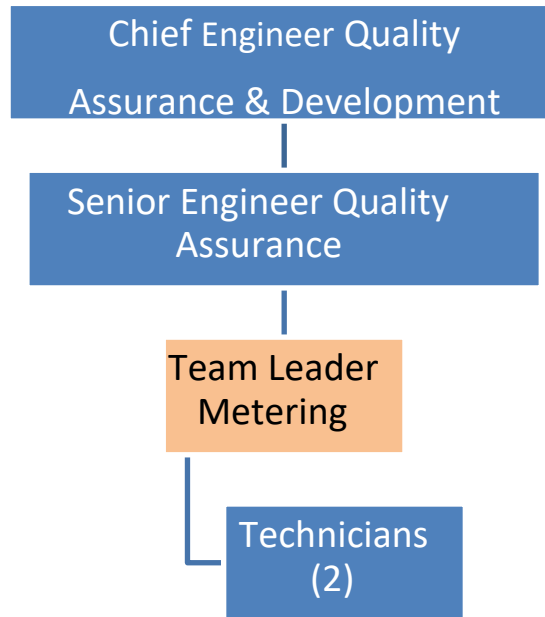 Chief Engineer Quality
Assurance & Development
Senior Engineer Quality
Assurance
Team Leader
Metering
Technicians
(2)